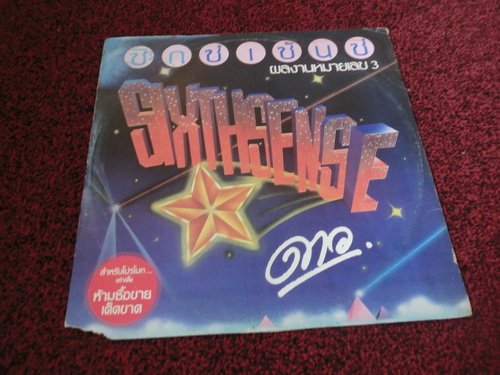 ซิกซ์เซ้นซ์
ผลงานหมายเลข 3
SIXTHSENSE
ดาว.
สำหรับโปรโมท...
เท่านั้น
ห้ามซื้อขาย
เด็ดขาด